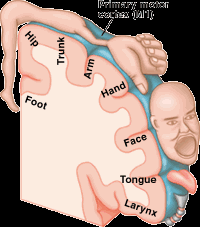 Primary motor
cortex (M1)
Hip
Trunk
Arm
Hand
Foot
Face
Tongue
Larynx